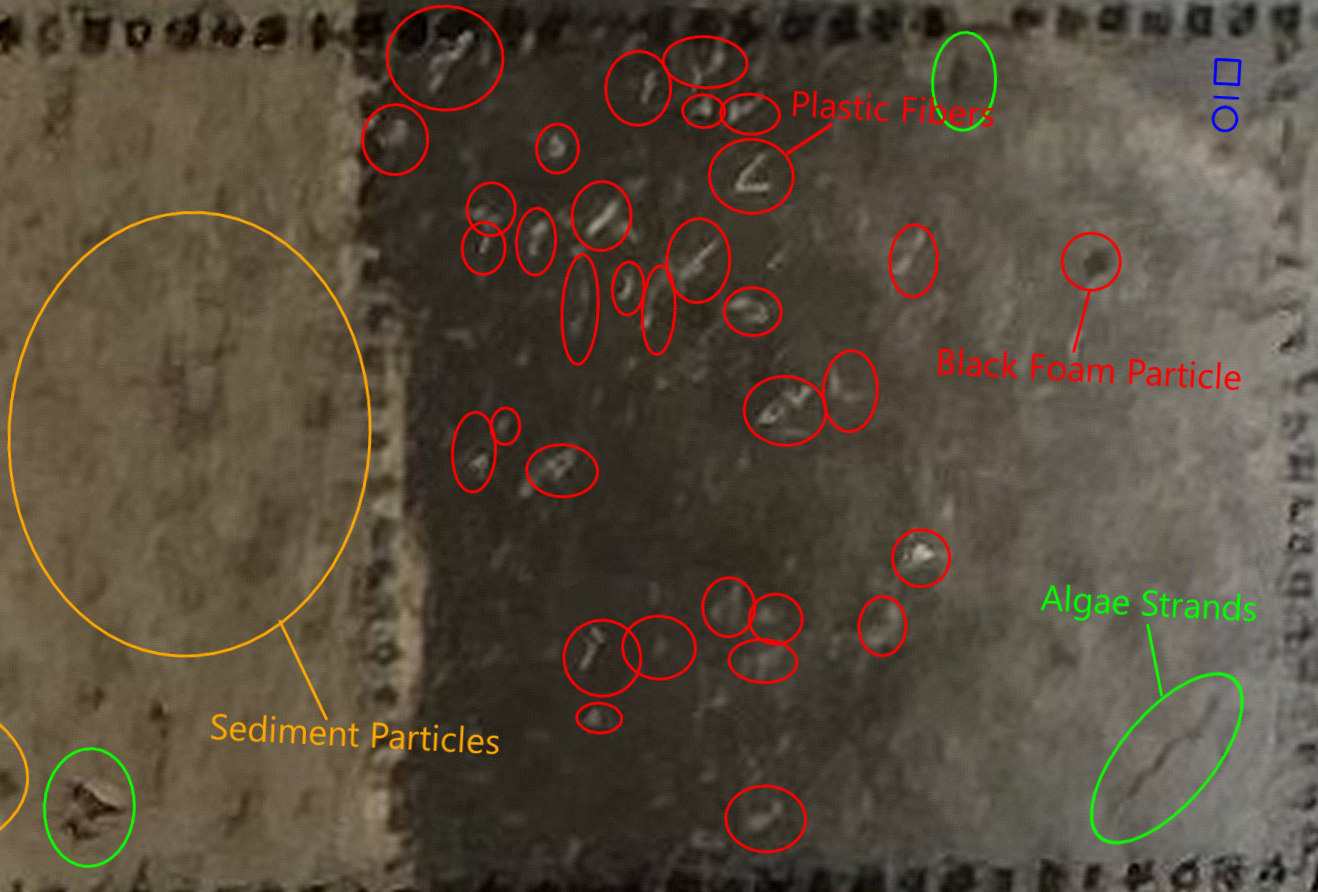 Plastic Fibers
Black Foam Particle
Algae Strands
Sediment Particles